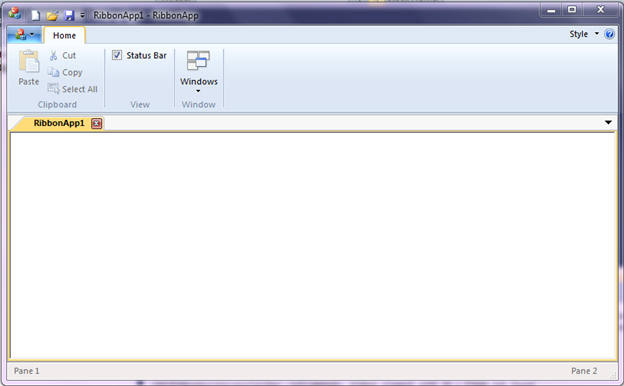 RibbonApp1 - RibbonApp
Home
Style
Paste
Cut
Copy
Select All
Clipboard
Status Bar
View
Windows
Window
RibbonApp1
Pane 1
Pane 2